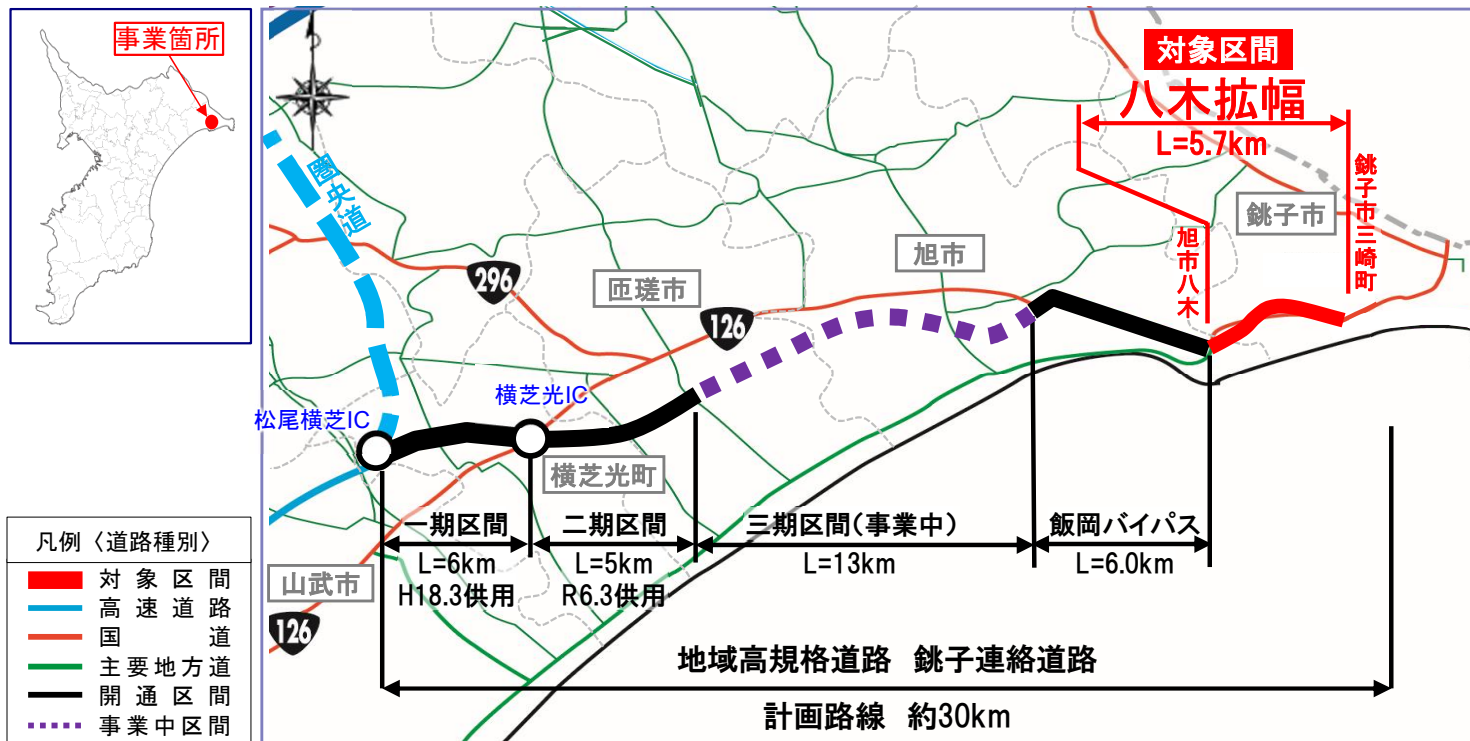 事業箇所
対象区間
八木拡幅
L=5.7km
銚子市三崎町
旭市八木
銚子市
圏央道
296
匝瑳市
旭市
126
横芝光IC
松尾横芝IC
横芝光町
山武市
126
一期区間
L=6km
H18.3供用
二期区間
L=5km
R6.3供用
三期区間(事業中)
L=13km
飯岡バイパス
L=6.0km
地域高規格道路 銚子連絡道路
計画路線 約30km
凡例〈道路種別〉
対象区間
高速道路
国道
主要地方道
開通区間
事業中区間